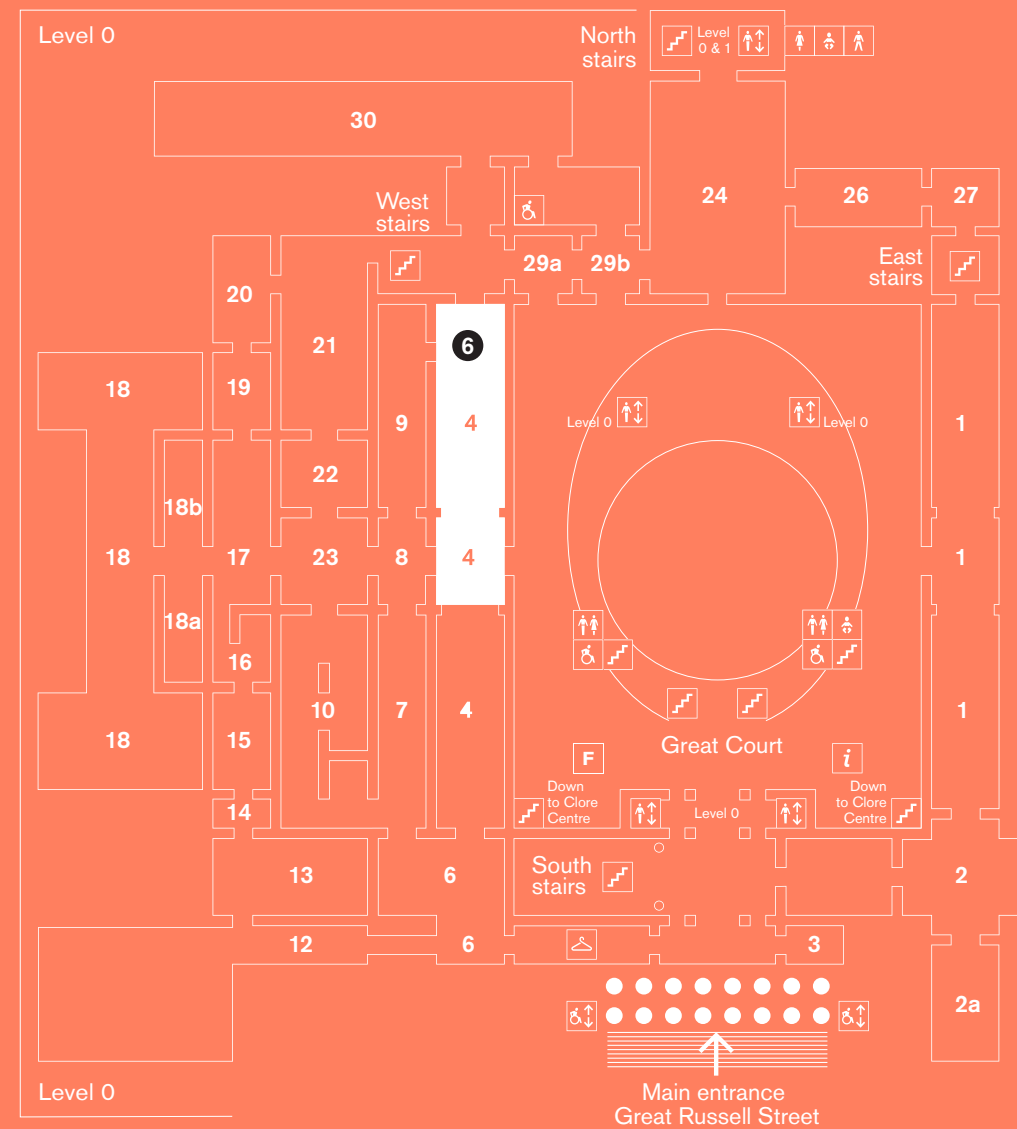 Level 0
North
stairs
Level
0 & 1
30
West
stairs
24
26
27
29a
29b
East
stairs
20
21
6
18
19
9
4
Level 0
Level 0
1
22
18b
18
17
23
8
4
1
18a
16
18
15
10
7
4
1
Great Court
F
i
14
Down
to Clore
Centre
Level 0
Down
to Clore
Centre
13
6
South
stairs
2
12
6
3
2a
Level 0
Main entrance
Great Russell Street